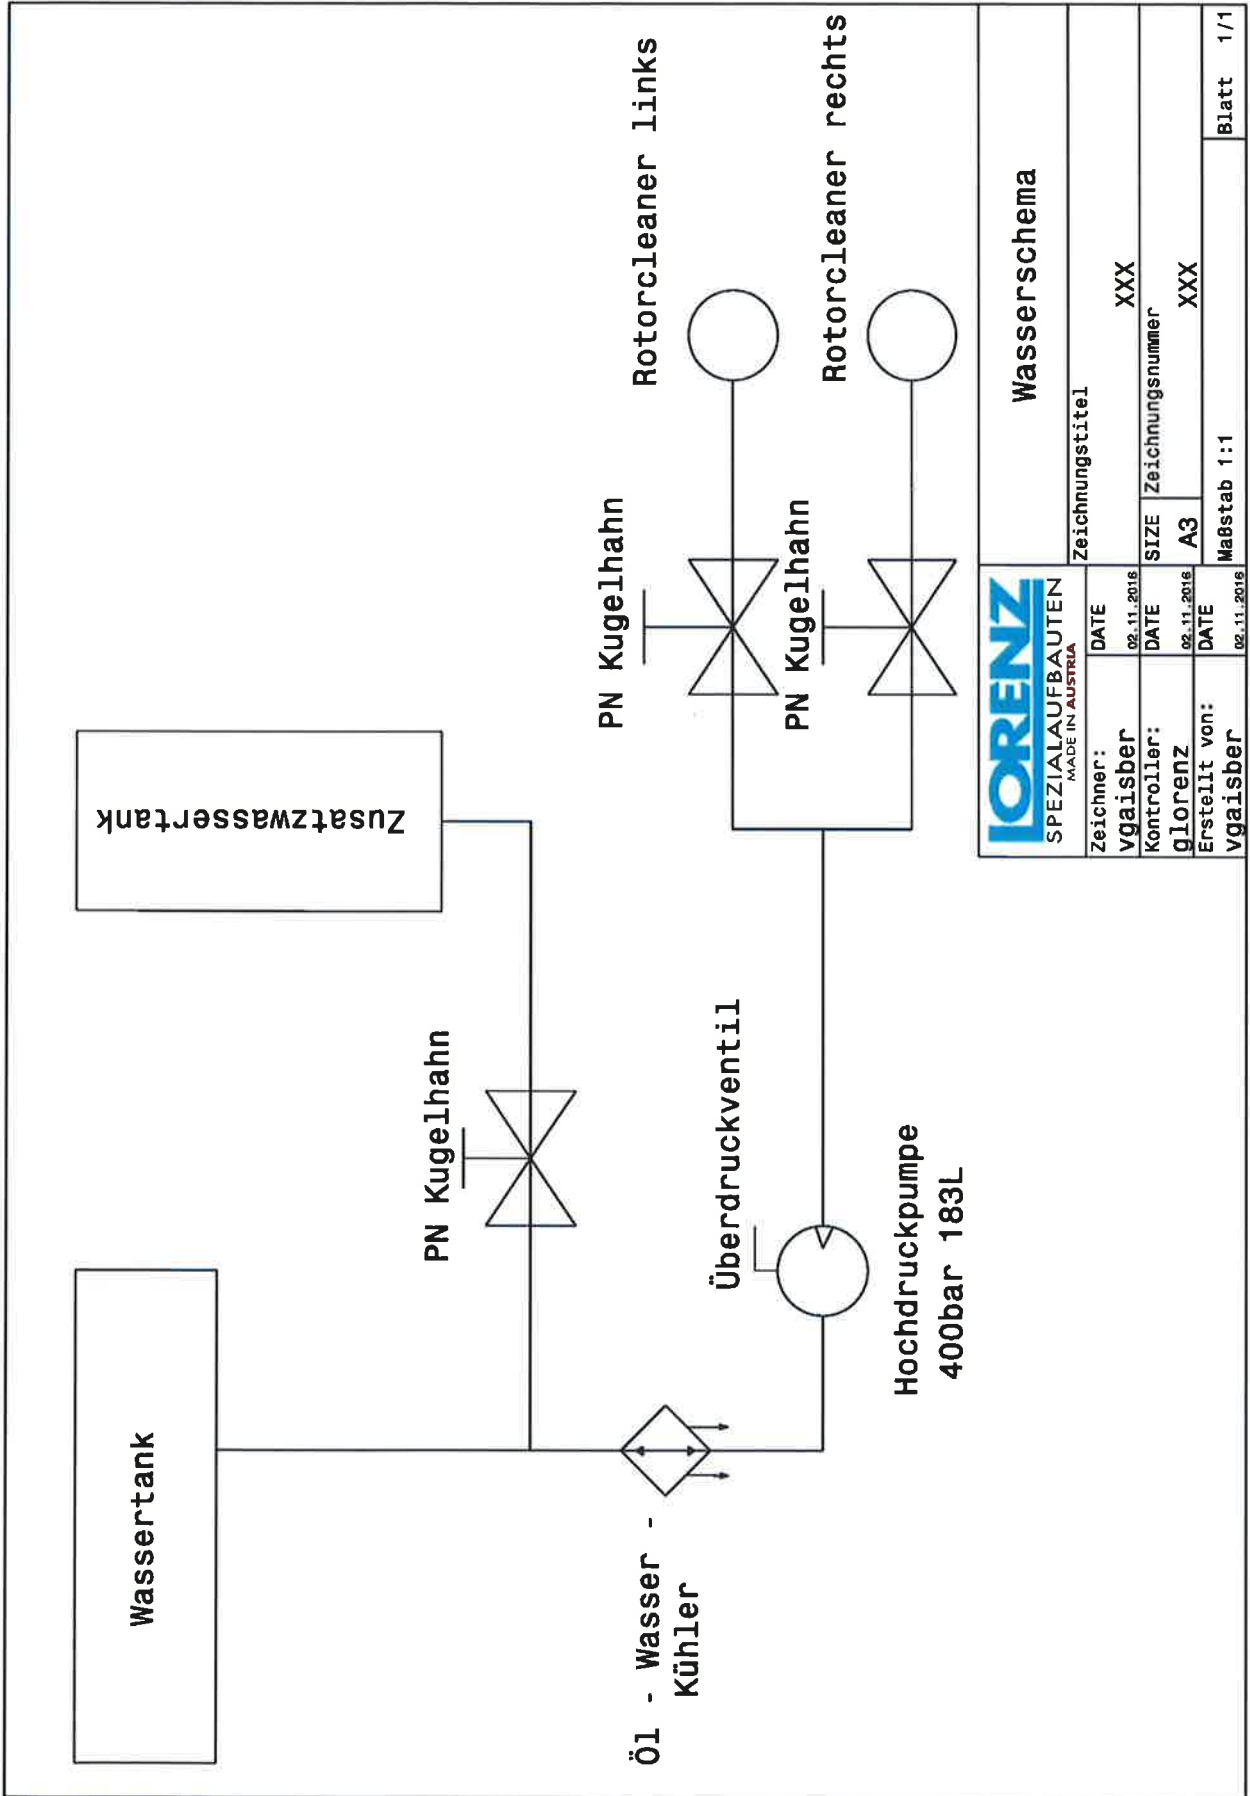 Wassertank
Zusatzwassertank
PN Kugelhahn
Öl - Wasser -
Kühler
Überdruckventil
Hochdruckpumpe
400bar 183L
PN Kugelhahn
Rotorcleaner links
PN Kugelhahn
Rotorcleaner rechts
LORENZ
SPEZIALAUFBAUTEN
MADE IN AUSTRIA
Wasserschema
Zeichner:
vgaisber
DATE
02.11.2016
Zeichnungstitel
XXX
Kontroller:
glorenz
DATE
02.11.2016
SIZE
A3
Zeichnungsnummer
XXX
Erstellt von:
vgaisber
DATE
02.11.2016
Maßstab 1:1
Blatt 1/1